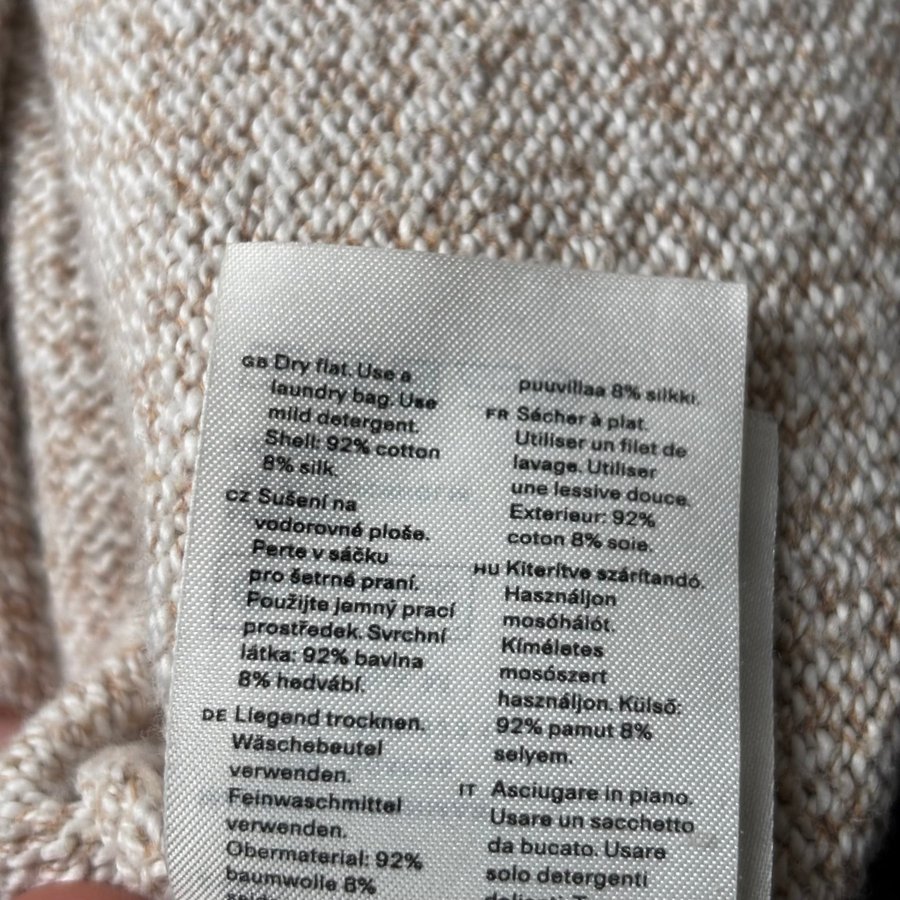 GB Dry flat. Use a
laundry bag. Use
mild detergent.
Shell: 92% cotton
8% silk.
CZ Sušení na
vodorovné ploše.
Perte v sáčku
pro šetrné praní.
Použijte jemný prací
prostředek. Svrchní
látka: 92% bavlna
8% hedvábí.
DE Liegend trocknen.
Wäschebeutel
verwenden.
Feinwaschmittel
verwenden.
Obermaterial: 92%
baumwolle 8%
puuvillaa 8% silkki.
FR Sécher à plat.
Utiliser un filet de
lavage. Utiliser
une lessive douce.
Exterieur: 92%
coton 8% soie.
HU Kiterítve szárítandó.
Használjon
mosóhálót.
Kíméletes
mosószert
használjon. Külső:
92% pamut 8%
selyem.
IT Asciugare in piano.
Usare un sacchetto
da bucato. Usare
solo detergenti